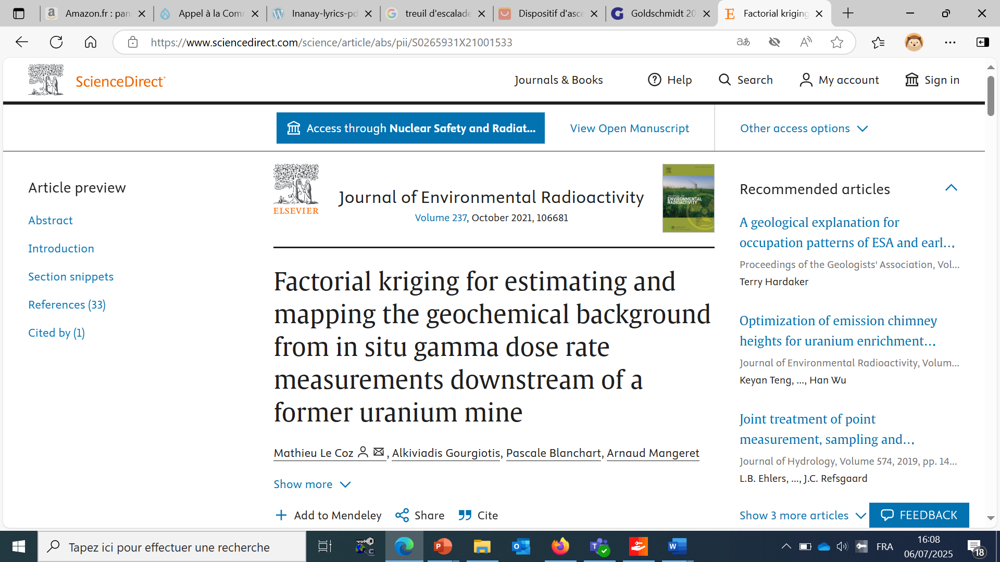 Amazon.fr : pan
Appel à la Com
Inanay-lyrics-pd
treuil d'escalade
Dispositif d'asce
Goldschmidt 20
Factorial kriging
https://www.sciencedirect.com/science/article/abs/pii/S0265931X21001533
ScienceDirect
Journals & Books
Help
Search
My account
Sign in
Access through Nuclear Safety and Radiat...
View Open Manuscript
Other access options
Article preview
Abstract
Introduction
Section snippets
References (33)
Cited by (1)
ELSEVIER
Journal of Environmental Radioactivity
Volume 237, October 2021, 106681
JOURNAL OF
ENVIRONMENTAL
RADIOACTIVITY
Factorial kriging for estimating and
mapping the geochemical background
from in situ gamma dose rate
measurements downstream of a
former uranium mine
Mathieu Le Coz, Alkiviadis Gourgiotis, Pascale Blanchart, Arnaud Mangeret
Show more
Add to Mendeley
Share
Cite
Recommended articles
A geological explanation for
occupation patterns of ESA and earl...
Proceedings of the Geologists' Association, Vol...
Terry Hardaker
Optimization of emission chimney
heights for uranium enrichment...
Journal of Environmental Radioactivity, Volum...
Keyan Teng, ..., Han Wu
Joint treatment of point
measurement, sampling and...
Journal of Hydrology, Volume 574, 2019, pp. 14...
L.B. Ehlers, ..., J.C. Refsgaard
Show 3 more articles
FEEDBACK
Tapez ici pour effectuer une recherche
FRA
16:08
06/07/2025
18